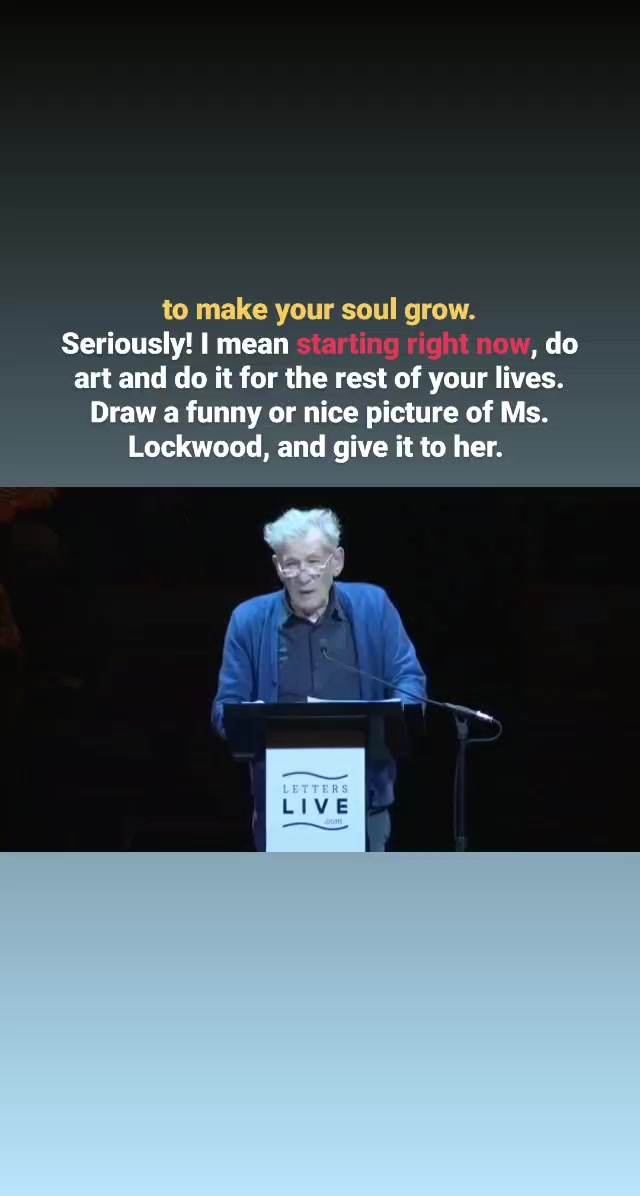 to make your soul grow.
Seriously! I mean starting right now, do
art and do it for the rest of your lives.
Draw a funny or nice picture of Ms.
Lockwood, and give it to her.
LETTERS
LIVE
.com